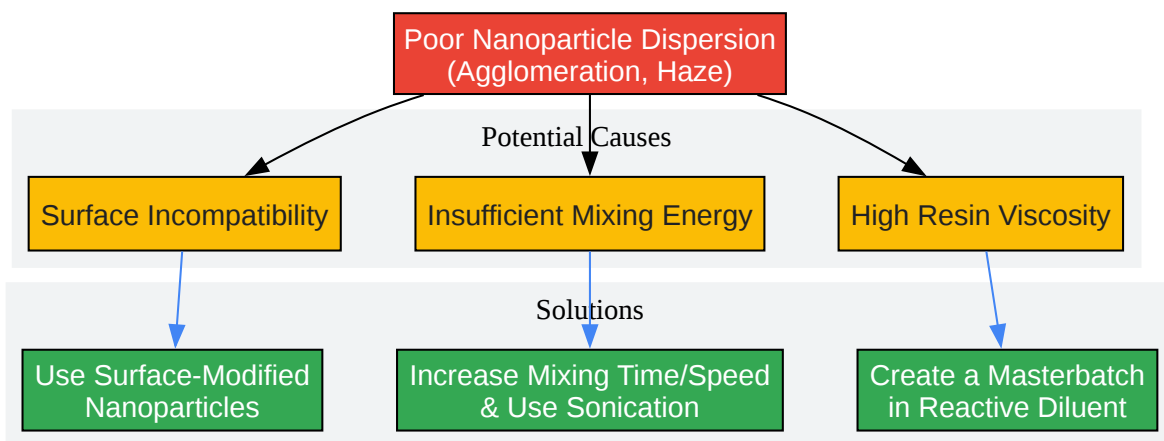 Poor Nanoparticle Dispersion
(Agglomeration, Haze)
Potential Causes
Surface Incompatibility
Insufficient Mixing Energy
High Resin Viscosity
Solutions
Use Surface-Modified
Nanoparticles
Increase Mixing Time/Speed
& Use Sonication
Create a Masterbatch
in Reactive Diluent